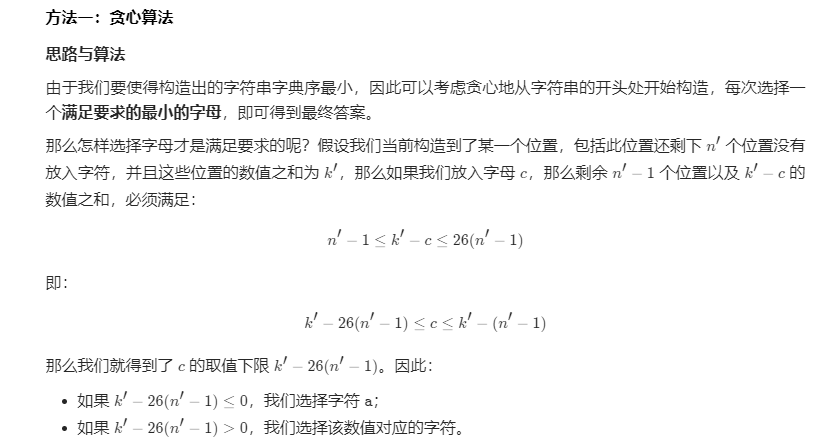 方法一：贪心算法
思路与算法
由于我们要使得构造出的字符串字典序最小，因此可以考虑贪心地从字符串的开头处开始构造，每次选择一
个满足要求的最小的字母，即可得到最终答案。
那么怎样选择字母才是满足要求的呢？假设我们当前构造到了某一个位置，包括此位置还剩下 n′ 个位置没有
放入字符，并且这些位置的数值之和为 k′，那么如果我们放入字母 c，那么剩余 n′ − 1 个位置以及 k′ − c 的
数值之和，必须满足：
n′ − 1 ≤ k′ − c ≤ 26(n′ − 1)
即：
k′ − 26(n′ − 1) ≤ c ≤ k′ − (n′ − 1)
那么我们就得到了 c 的取值下限 k′ − 26(n′ − 1)。因此：
• 如果 k′ − 26(n′ − 1) ≤ 0，我们选择字符 a；
• 如果 k′ − 26(n′ − 1) > 0，我们选择该数值对应的字符。